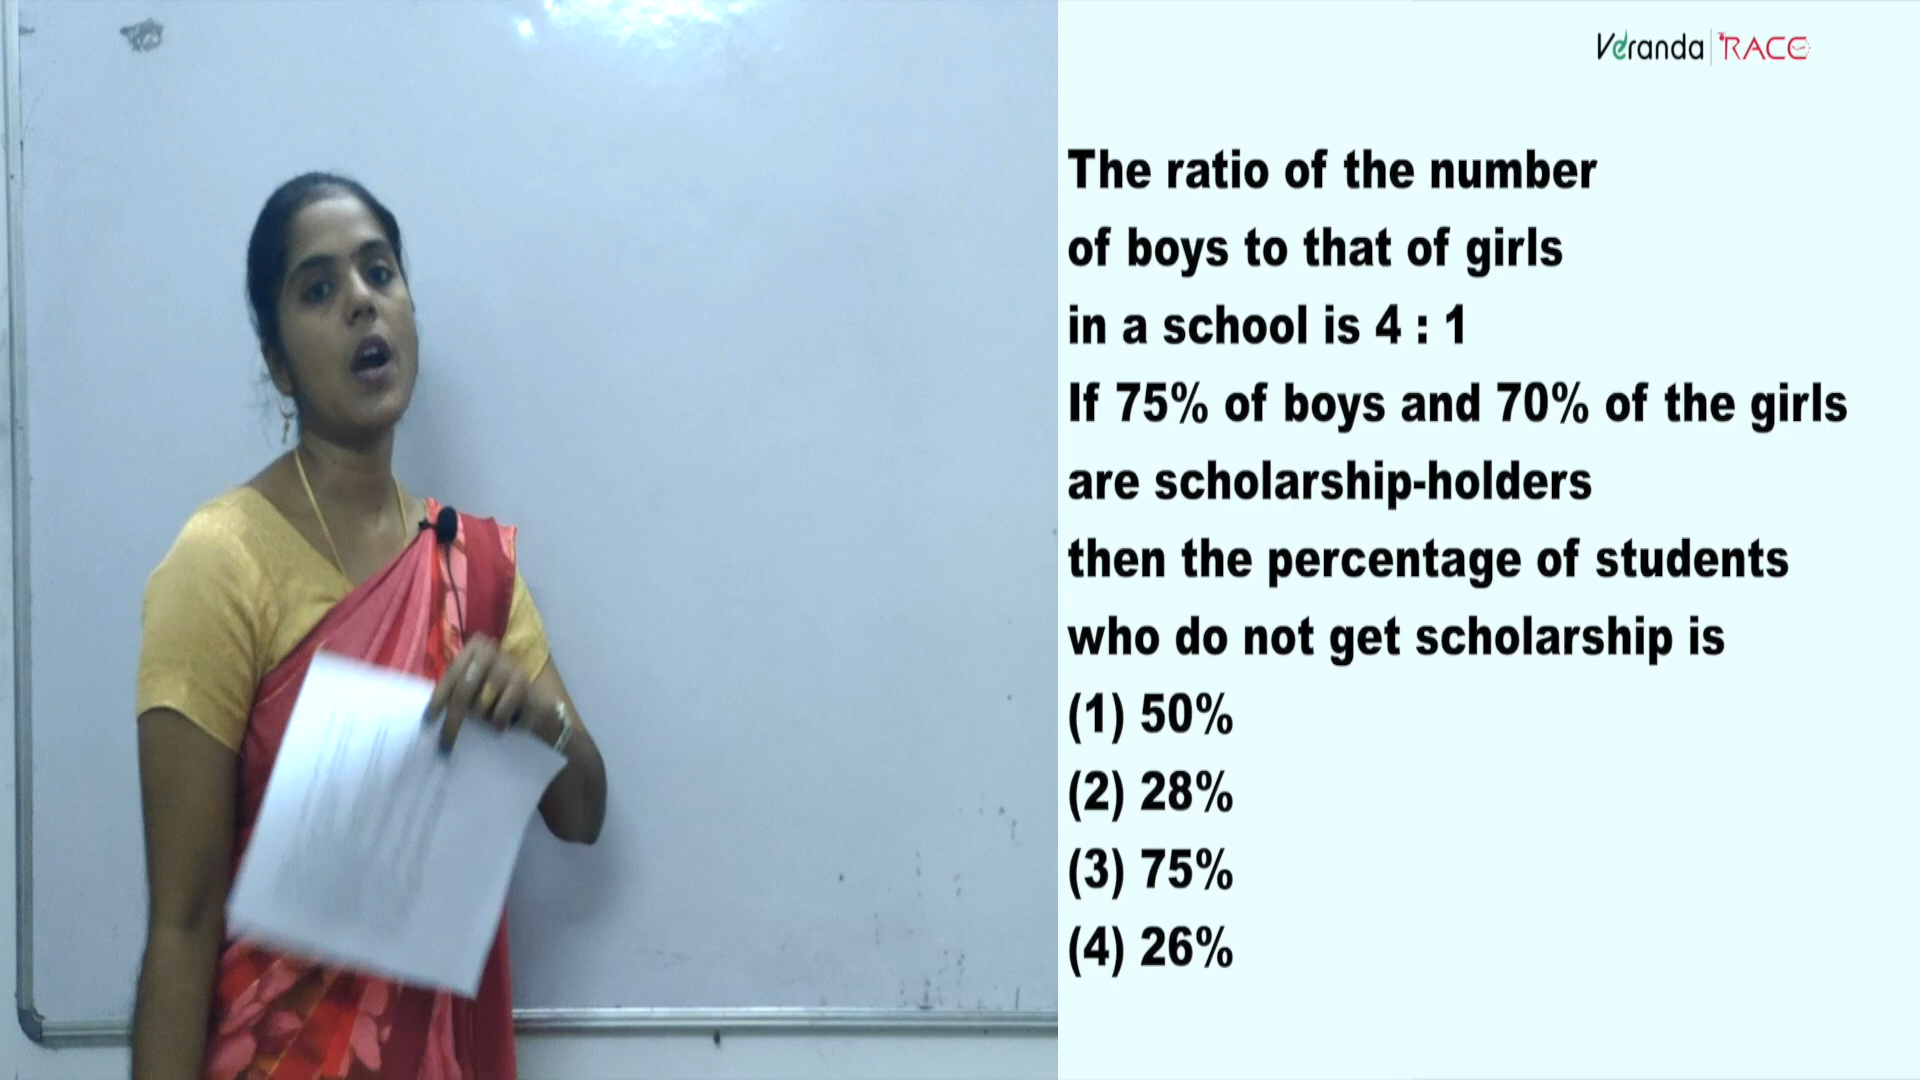 Veranda RACE
The ratio of the number
of boys to that of girls
in a school is 4 : 1
If 75% of boys and 70% of the girls
are scholarship-holders
then the percentage of students
who do not get scholarship is
(1) 50%
(2) 28%
(3) 75%
(4) 26%